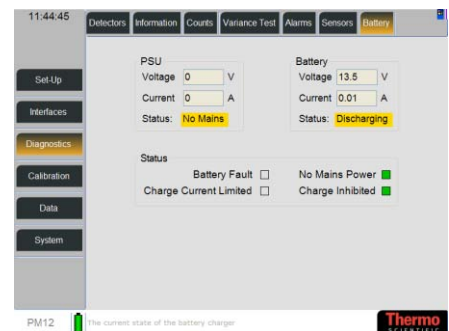 11:44:45
Detectors Information Counts Variance Test Alarms Sensors Battery
Set-Up
Interfaces
Diagnostics
Calibration
Data
System
PSU
Voltage 0 V
Current 0 A
Status: No Mains
Battery
Voltage 13.5 V
Current 0.01 A
Status: Discharging
Status
Battery Fault
No Mains Power
Charge Current Limited
Charge Inhibited
PM12
The current state of the battery charger
Thermo
SCIENTIFIC